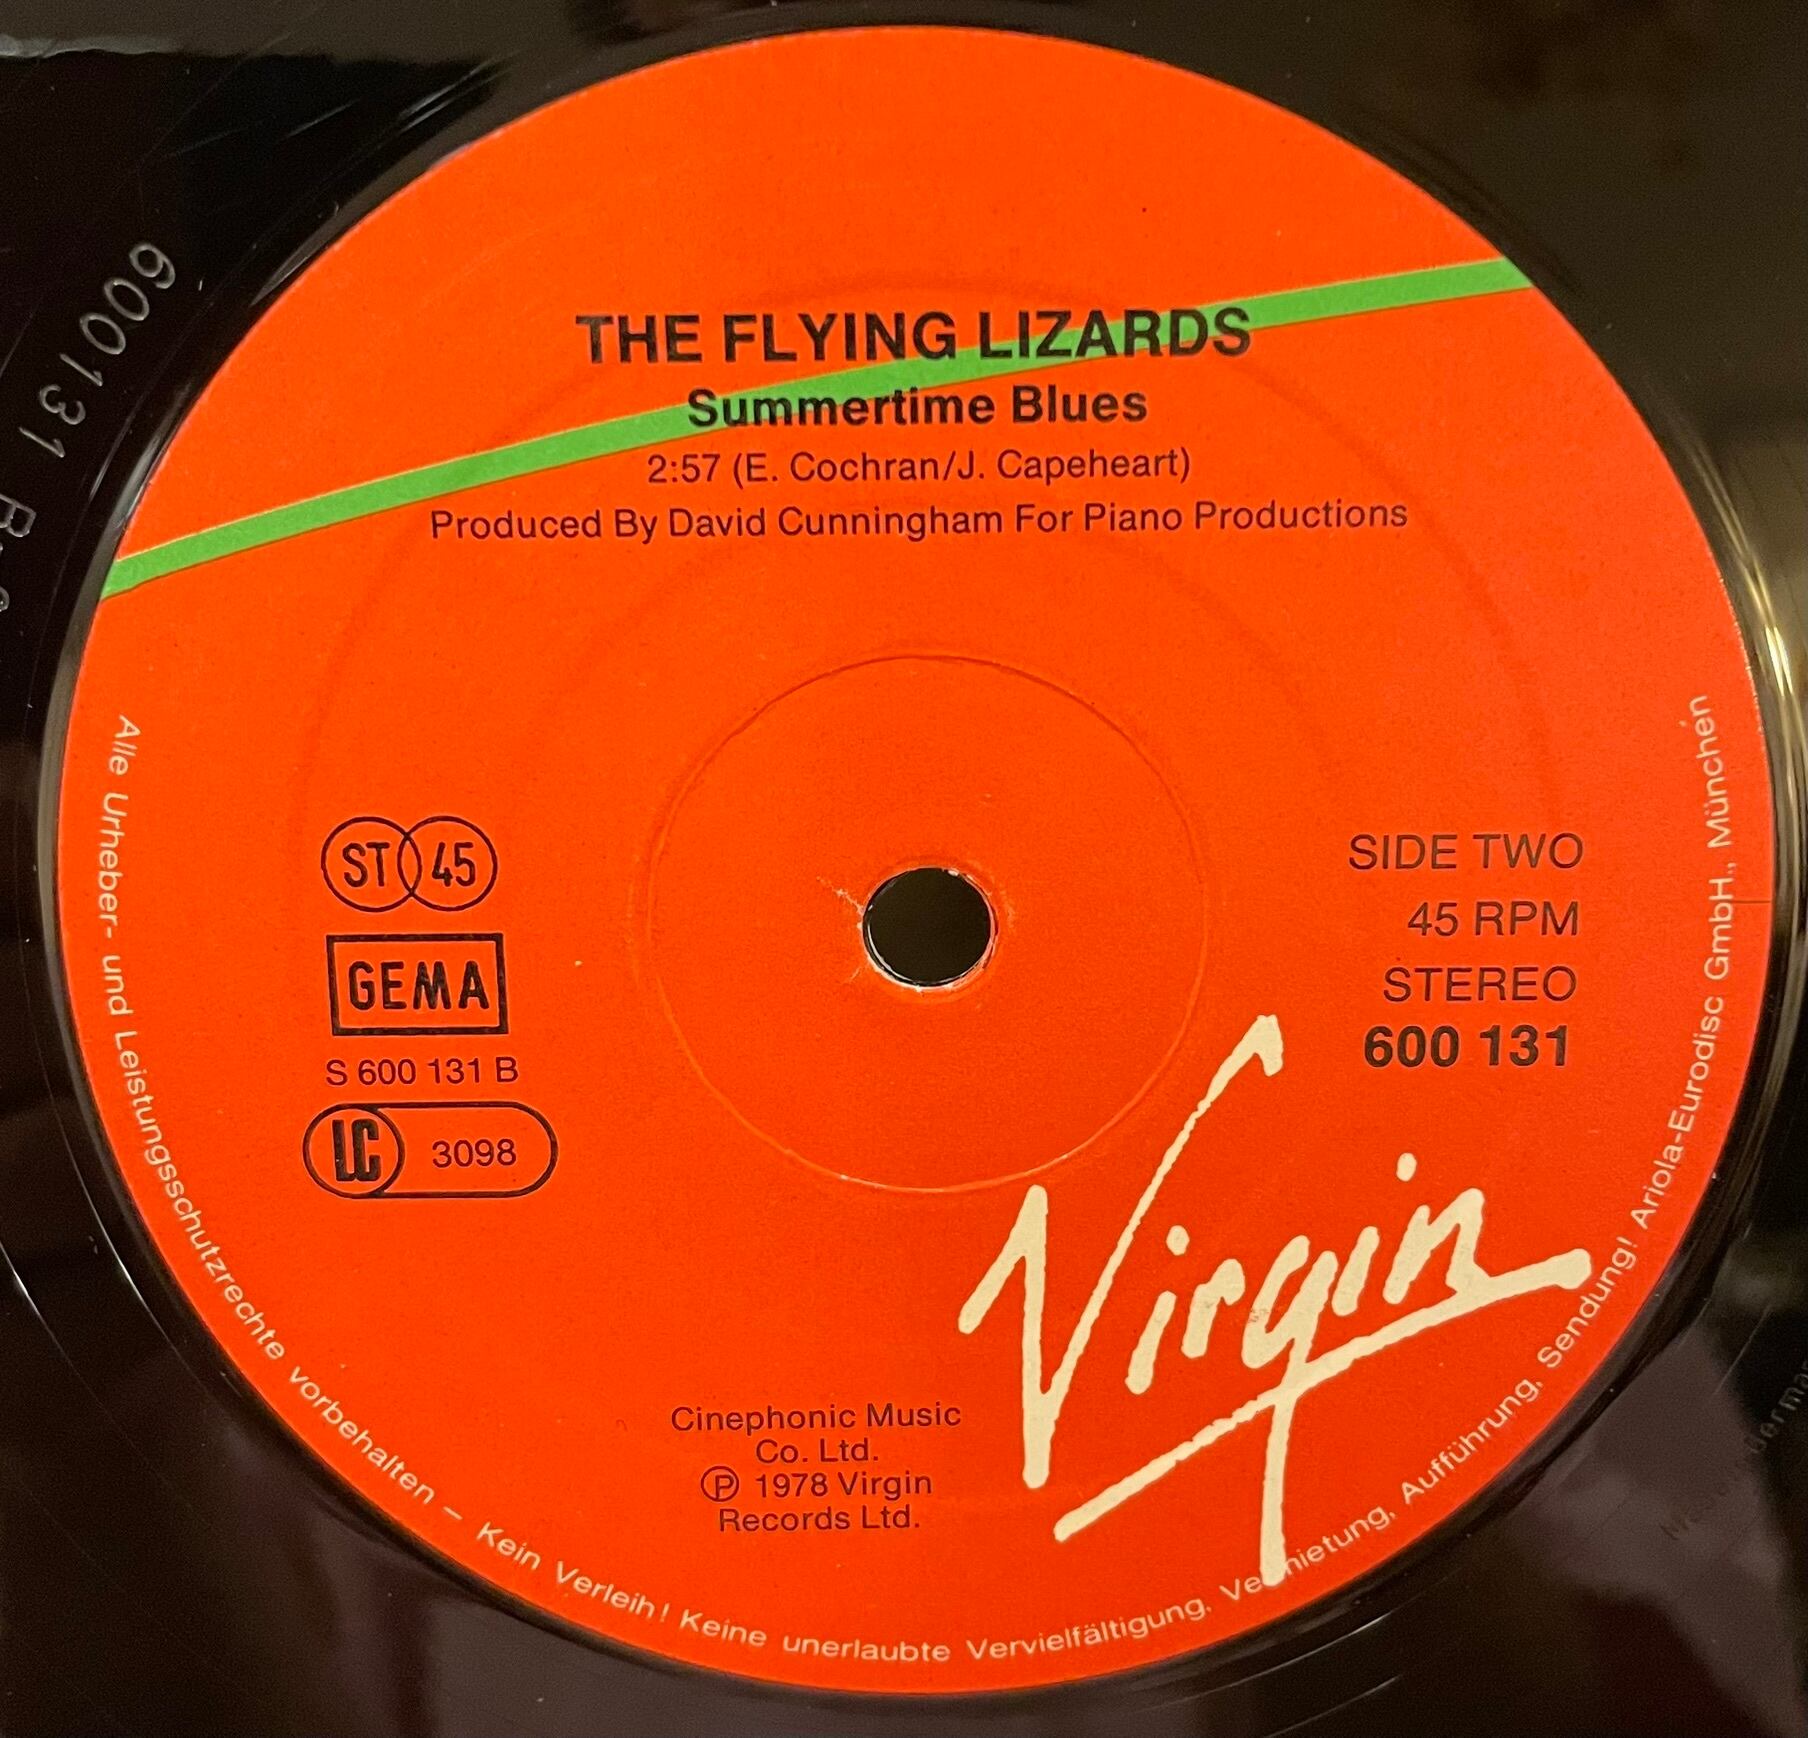 THE FLYING LIZARDS
Summertime Blues
2:57 (E. Cochran/J. Capeheart)
Produced By David Cunningham For Piano Productions
ST 45
GEMA
S 600 131 B
LC 3098
SIDE TWO
45 RPM
STEREO
600 131
Virgin
Cinephonic Music
Co. Ltd.
Ⓟ 1978 Virgin
Records Ltd.
Alle Urheber- und Leistungsschutzrechte vorbehalten – Kein Verleih! Keine unerlaubte Vervielfältigung, Vermietung, Aufführung, Sendung! Ariola-Eurodisc GmbH., München
600131